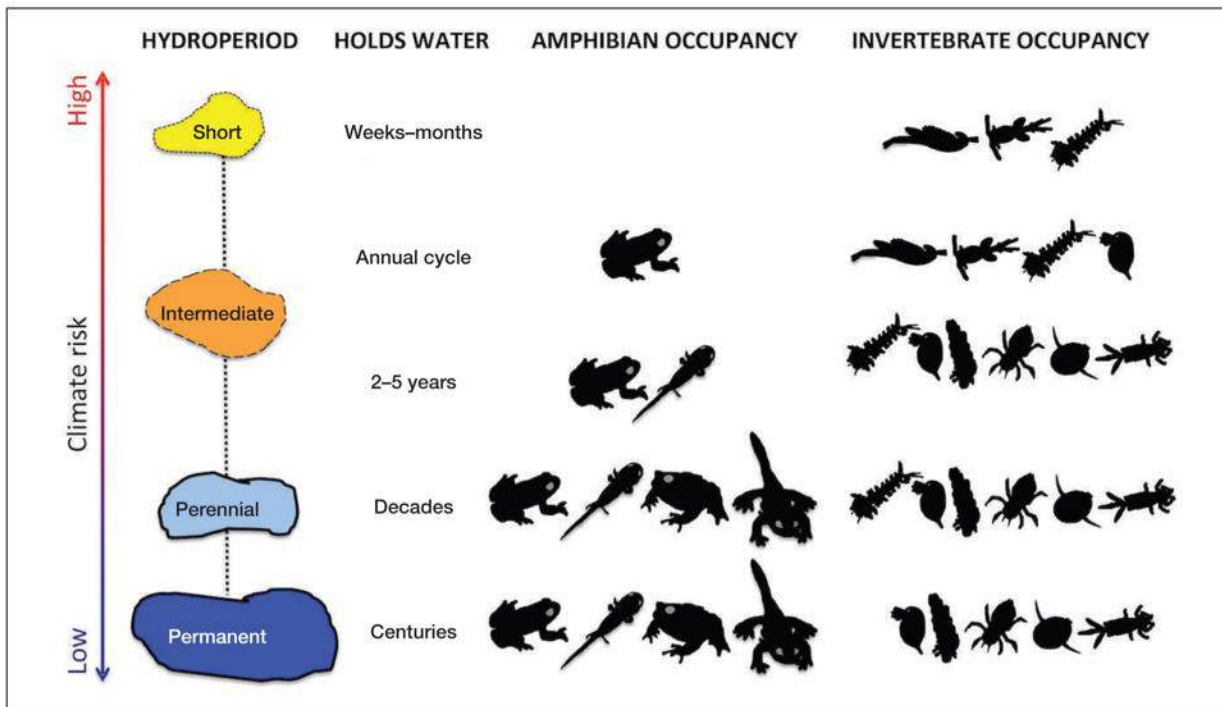 HYDROPERIOD HOLDS WATER AMPHIBIAN OCCUPANCY INVERTEBRATE OCCUPANCY
High
Short Weeks–months
Annual cycle
Intermediate
Climate risk
2–5 years
Perennial Decades
Low
Permanent Centuries